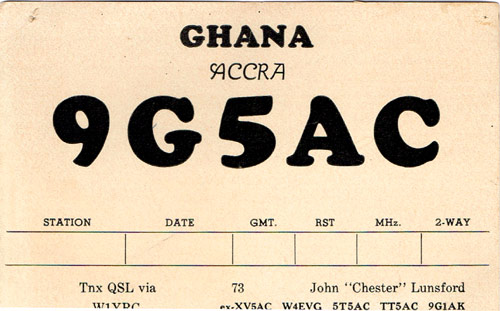 GHANA
ACCRA
9G5AC
STATION DATE GMT. RST MHz. 2-WAY
Tnx QSL via 73 John "Chester" Lunsford
W1YRC ex-XV5AC W4EVG 5T5AC TT5AC 9G1AK